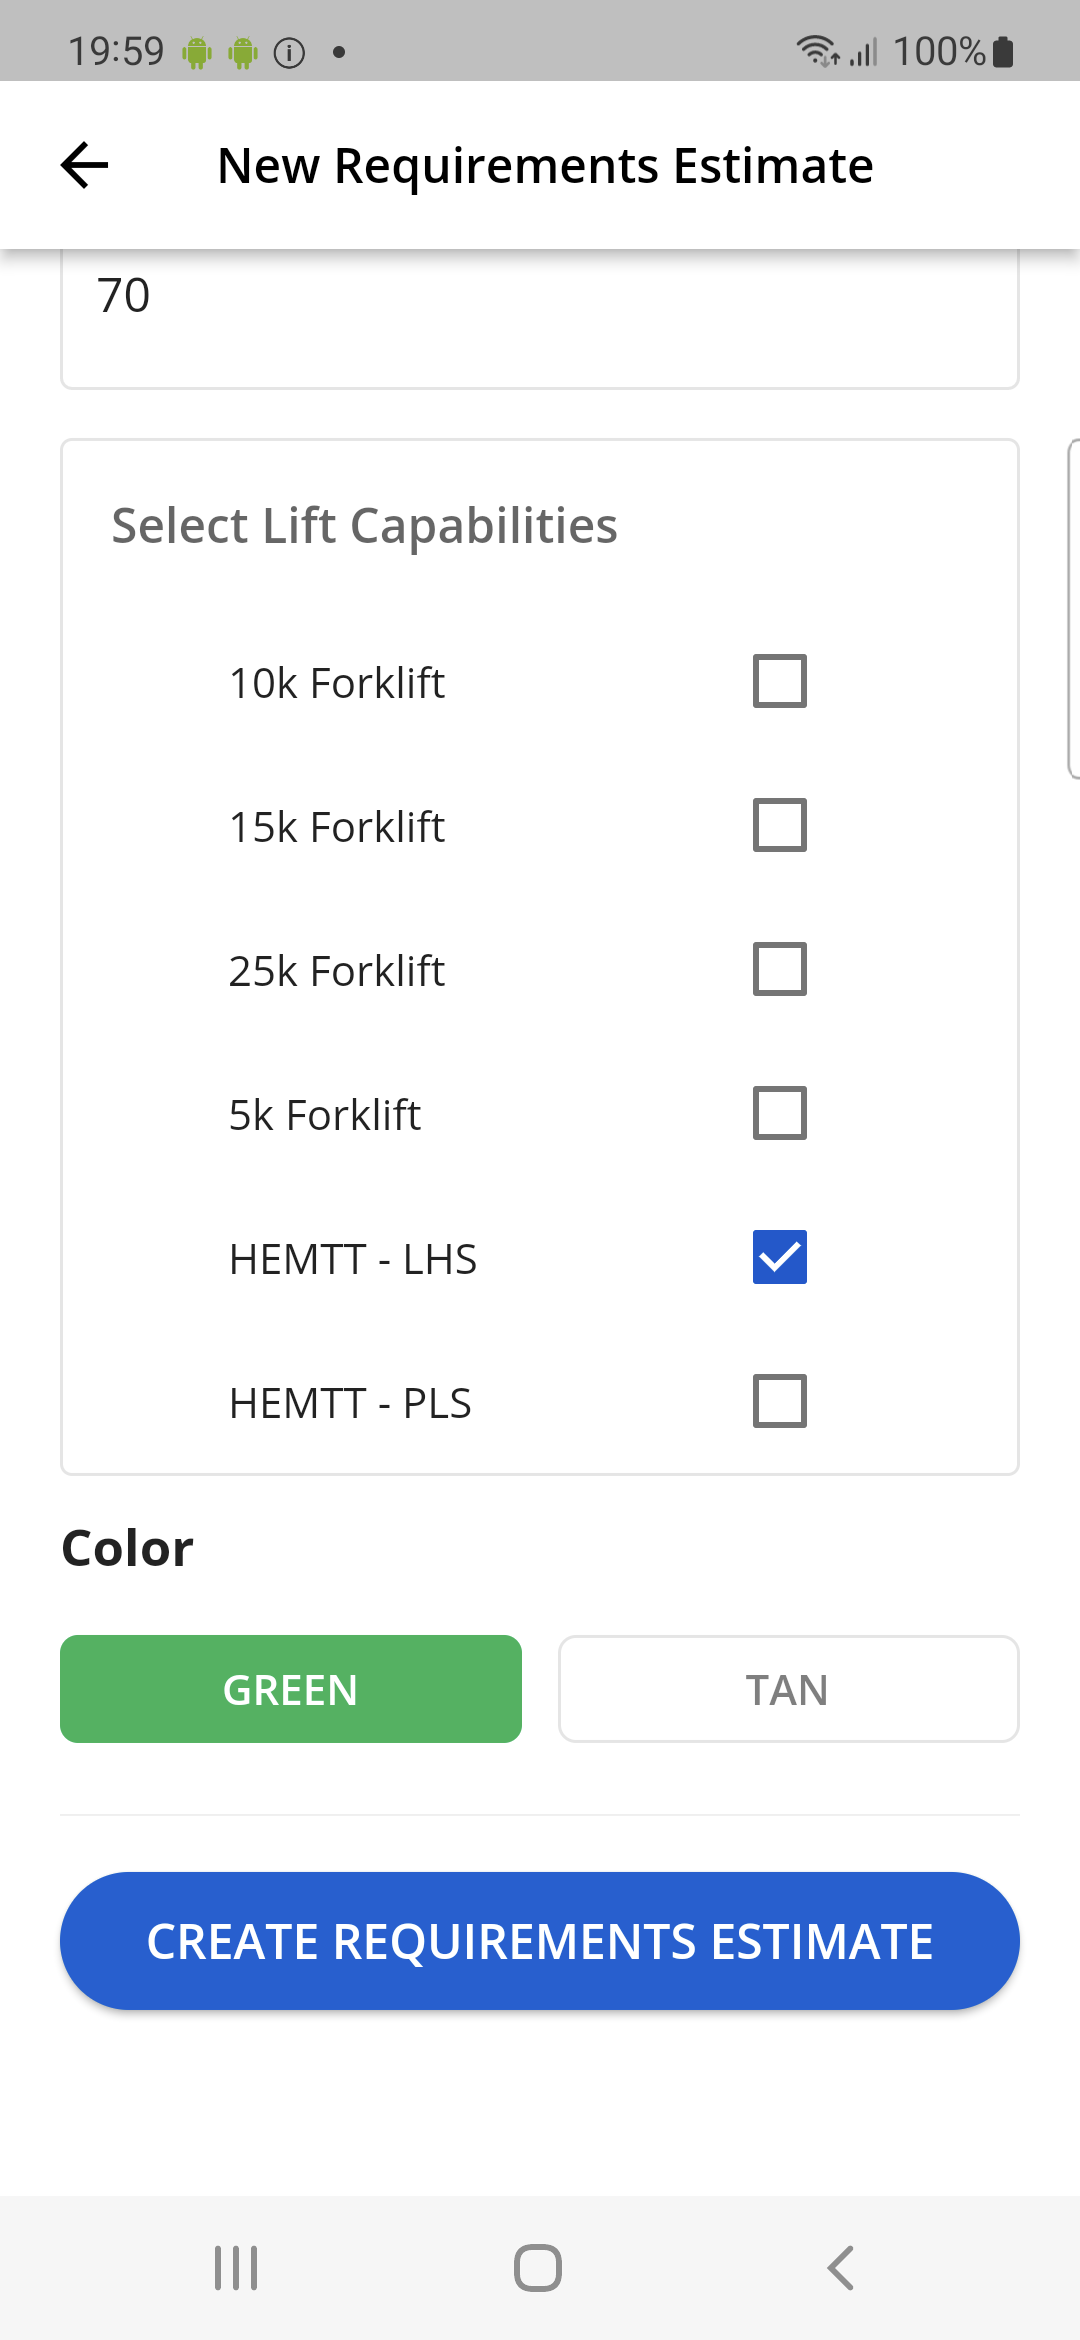 19:59 100%
New Requirements Estimate
70
Select Lift Capabilities
10k Forklift
15k Forklift
25k Forklift
5k Forklift
HEMTT - LHS
HEMTT - PLS
Color
GREEN TAN
CREATE REQUIREMENTS ESTIMATE